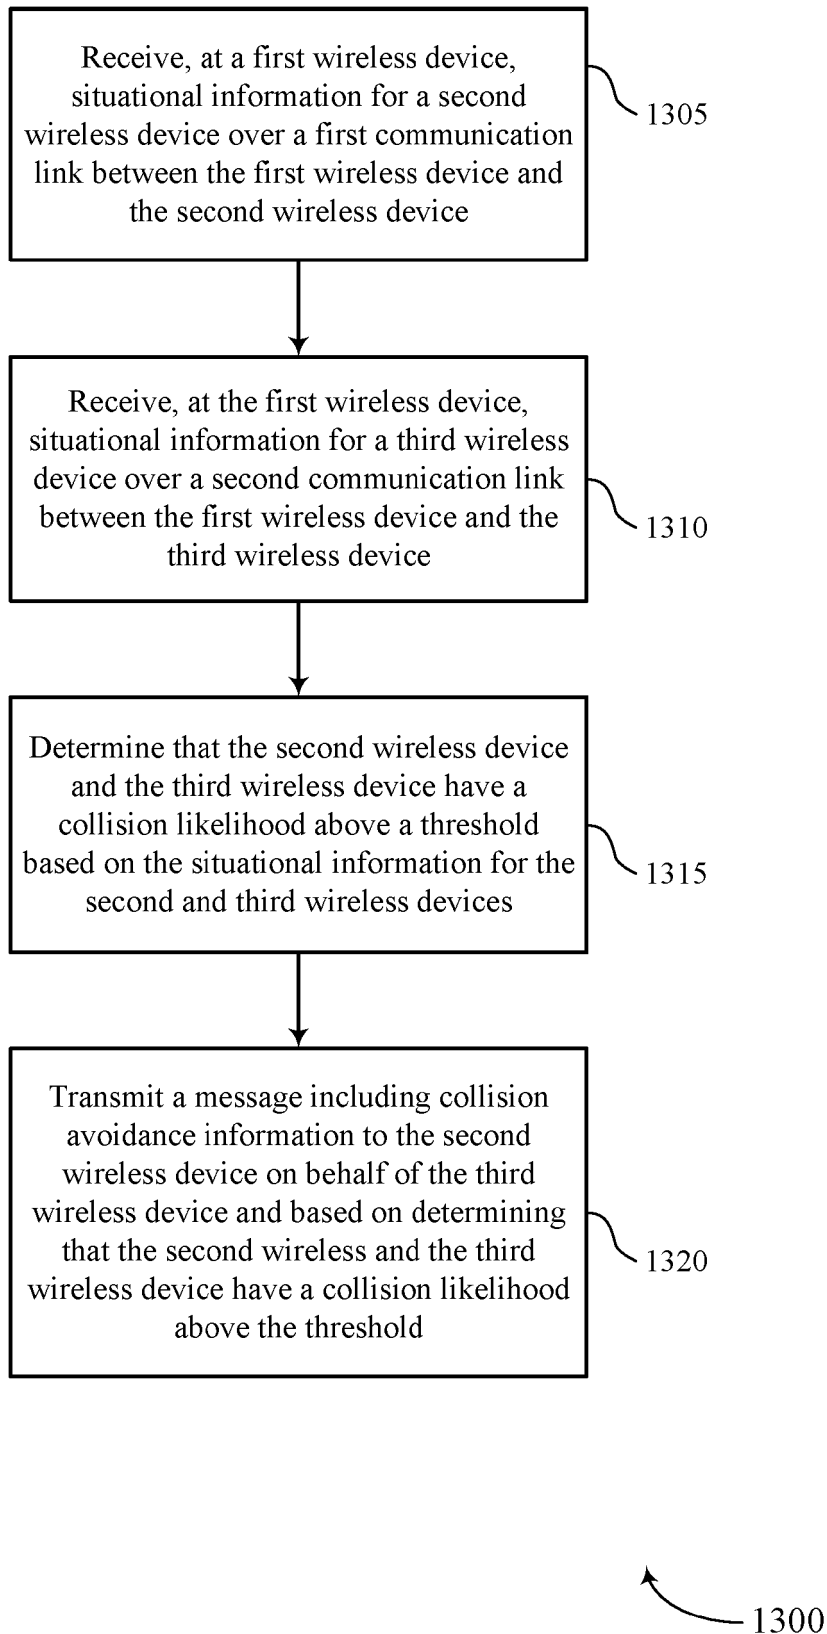 Receive, at a first wireless device,
situational information for a second
wireless device over a first communication
link between the first wireless device and
the second wireless device
1305
Receive, at the first wireless device,
situational information for a third wireless
device over a second communication link
between the first wireless device and the
third wireless device
1310
Determine that the second wireless device
and the third wireless device have a
collision likelihood above a threshold
based on the situational information for the
second and third wireless devices
1315
Transmit a message including collision
avoidance information to the second
wireless device on behalf of the third
wireless device and based on determining
that the second wireless and the third
wireless device have a collision likelihood
above the threshold
1320
1300